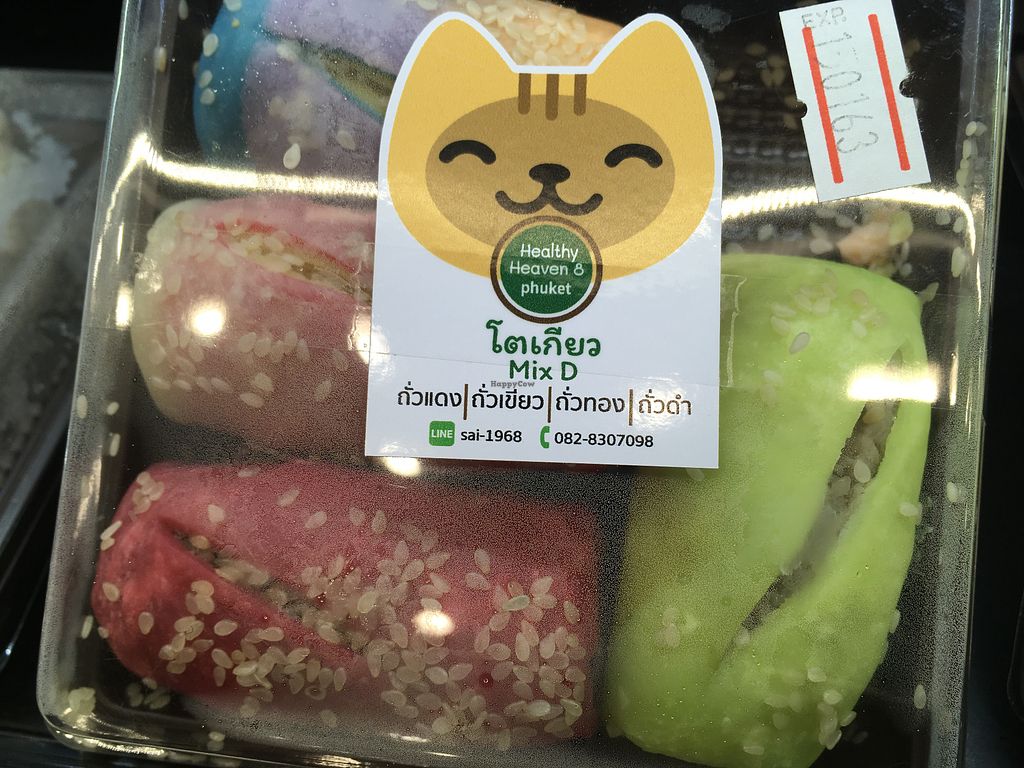 EXP.
150163
Healthy
Heaven 8
phuket
โตเกียว
Mix D
HappyCow
ถั่วแดง|ถั่วเขียว|ถั่วทอง|ถั่วดำ
LINE sai-1968 082-8307098